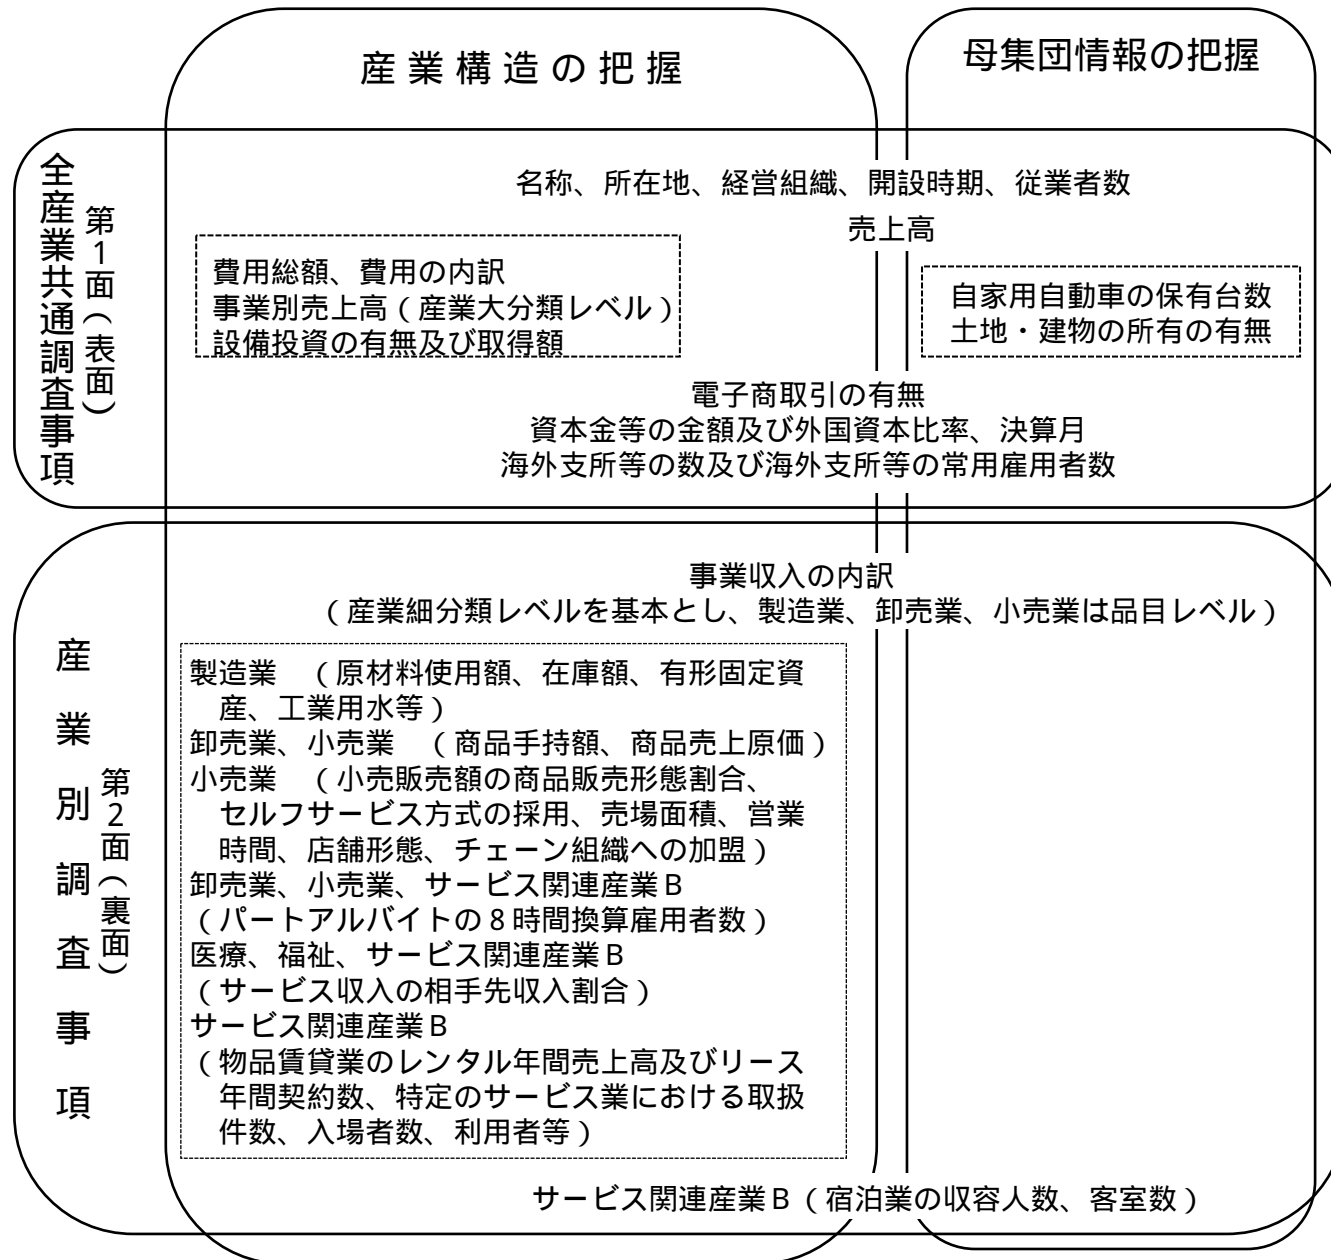 産業構造の把握
母集団情報の把握
全産業共通調査事項
第1面（表面）
名称、所在地、経営組織、開設時期、従業者数
売上高
費用総額、費用の内訳
事業別売上高（産業大分類レベル）
設備投資の有無及び取得額
自家用自動車の保有台数
土地・建物の所有の有無
電子商取引の有無
資本金等の金額及び外国資本比率、決算月
海外支所等の数及び海外支所等の常用雇用者数
産業別調査事項
第2面（裏面）
事業収入の内訳
（産業細分類レベルを基本とし、製造業、卸売業、小売業は品目レベル）
製造業　（原材料使用額、在庫額、有形固定資
産、工業用水等）
卸売業、小売業　（商品手持額、商品売上原価）
小売業　（小売販売額の商品販売形態割合、
セルフサービス方式の採用、売場面積、営業
時間、店舗形態、チェーン組織への加盟）
卸売業、小売業、サービス関連産業Ｂ
（パートアルバイトの８時間換算雇用者数）
医療、福祉、サービス関連産業Ｂ
（サービス収入の相手先収入割合）
サービス関連産業Ｂ
（物品賃貸業のレンタル年間売上高及びリース
年間契約数、特定のサービス業における取扱
件数、入場者数、利用者等）
サービス関連産業Ｂ（宿泊業の収容人数、客室数）